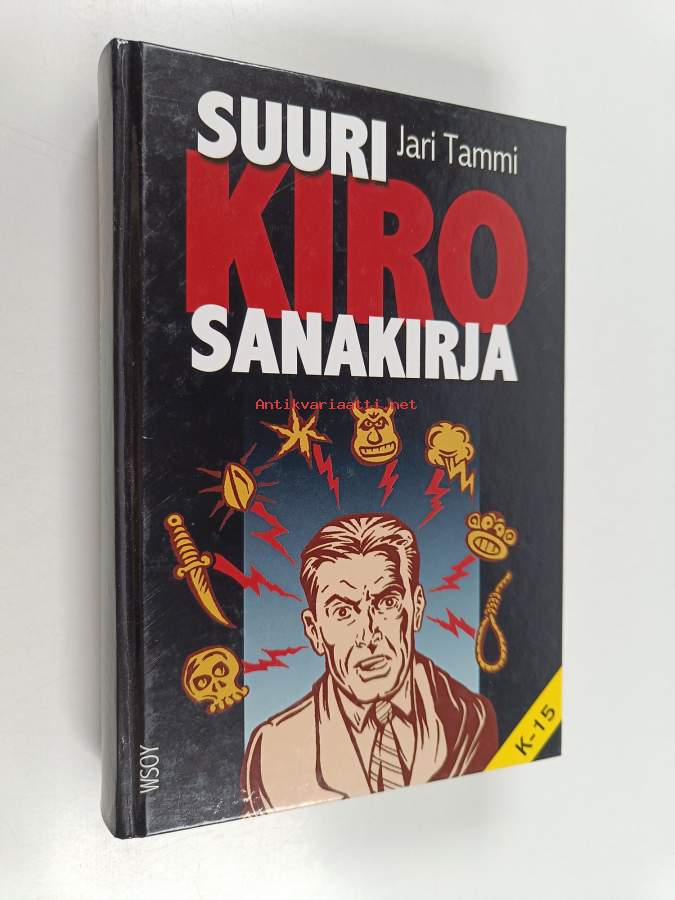 SUURI
Jari Tammi
KIRO
SANAKIRJA
Antikvariaatti.net
K-15
WSOY